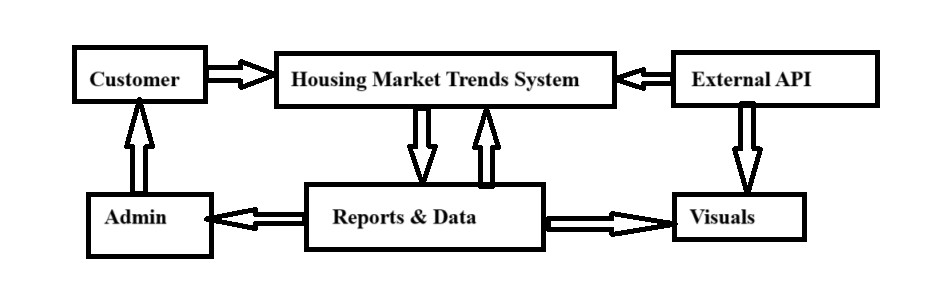 Customer
Housing Market Trends System
External API
Admin
Reports & Data
Visuals